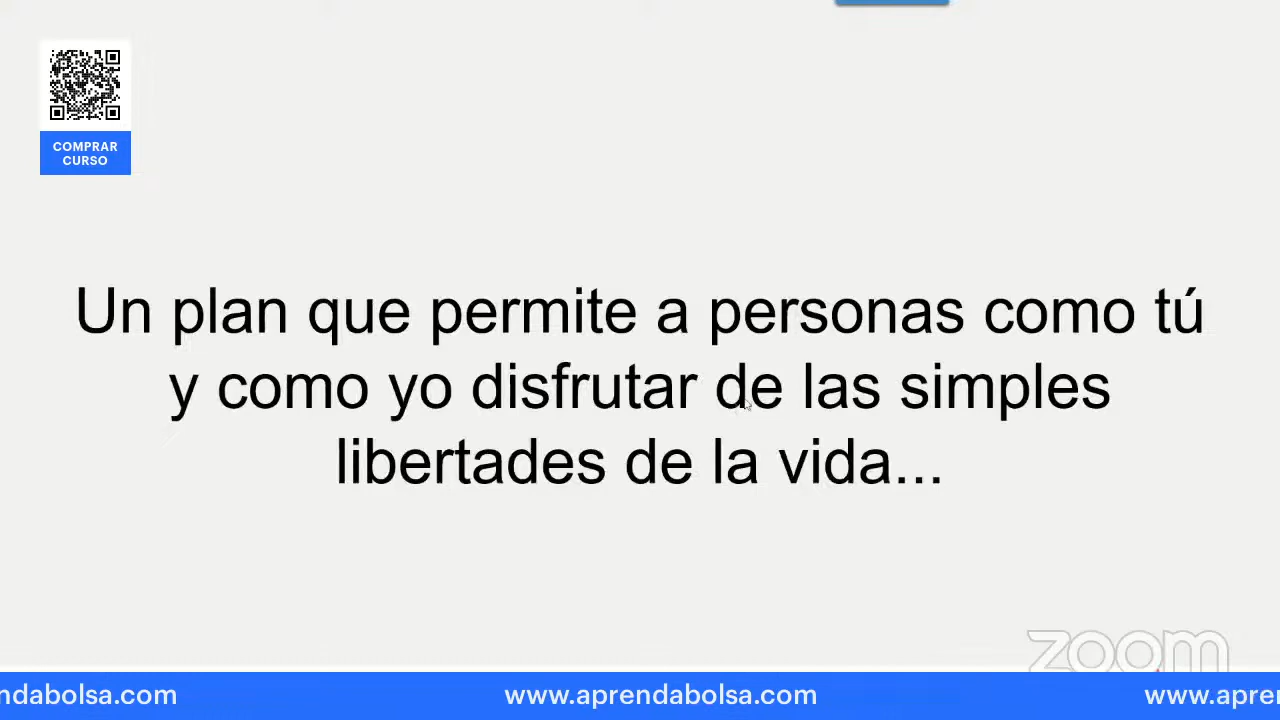 COMPRAR
CURSO
Un plan que permite a personas como tú
y como yo disfrutar de las simples
libertades de la vida...
zoom
ndabolsa.com www.aprendabolsa.com www.apren